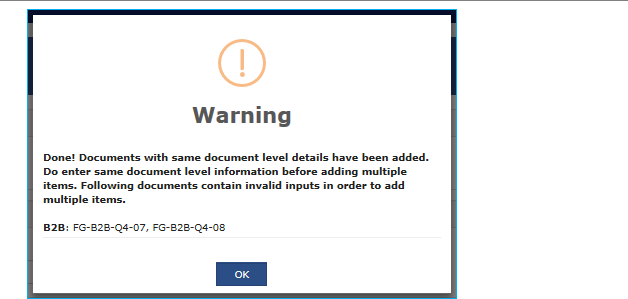 Warning
Done! Documents with same document level details have been added.
Do enter same document level information before adding multiple
items. Following documents contain invalid inputs in order to add
multiple items.
B2B: FG-B2B-Q4-07, FG-B2B-Q4-08
OK